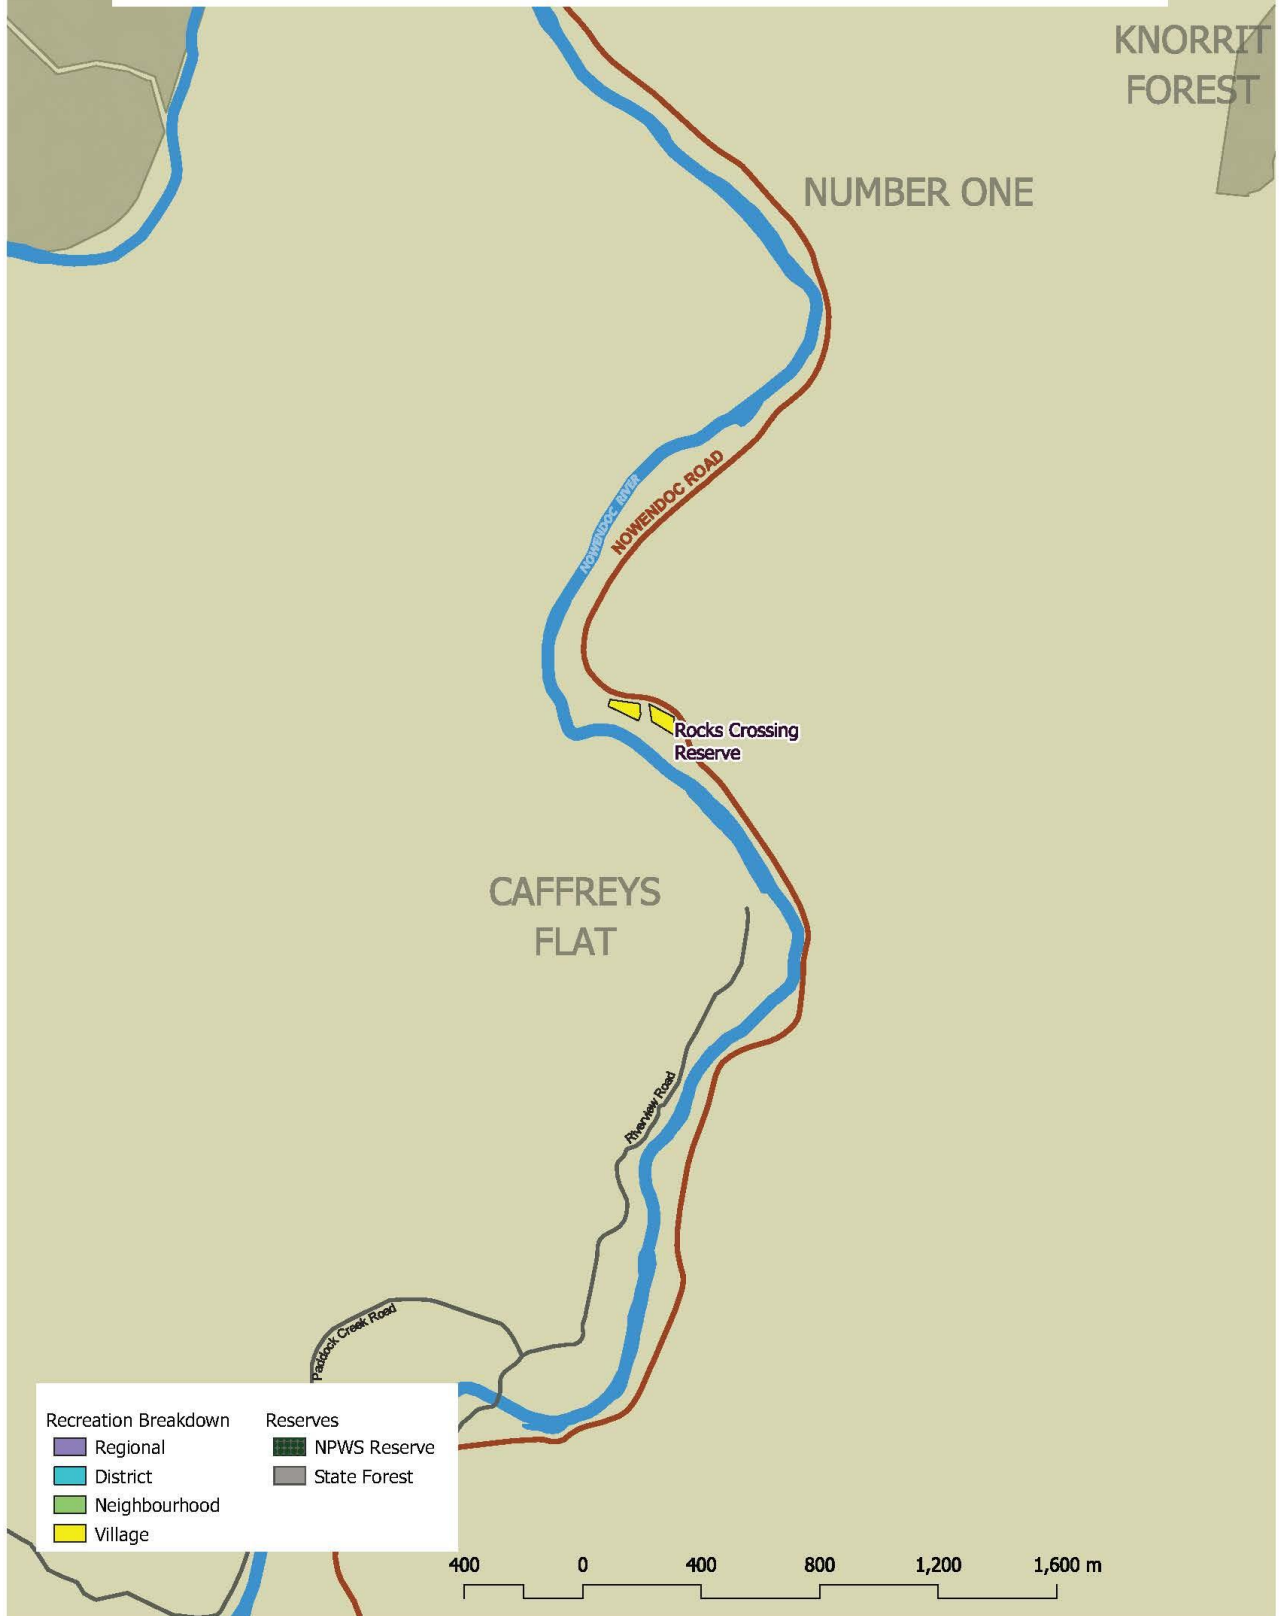 KNORRIT
FOREST
NUMBER ONE
NOWENDOC RIVER
NOWENDOC ROAD
Rocks Crossing
Reserve
CAFFREYS
FLAT
Riverview Road
Paddock Creek Road
Recreation Breakdown
Regional
District
Neighbourhood
Village
Reserves
NPWS Reserve
State Forest
400 0 400 800 1,200 1,600 m